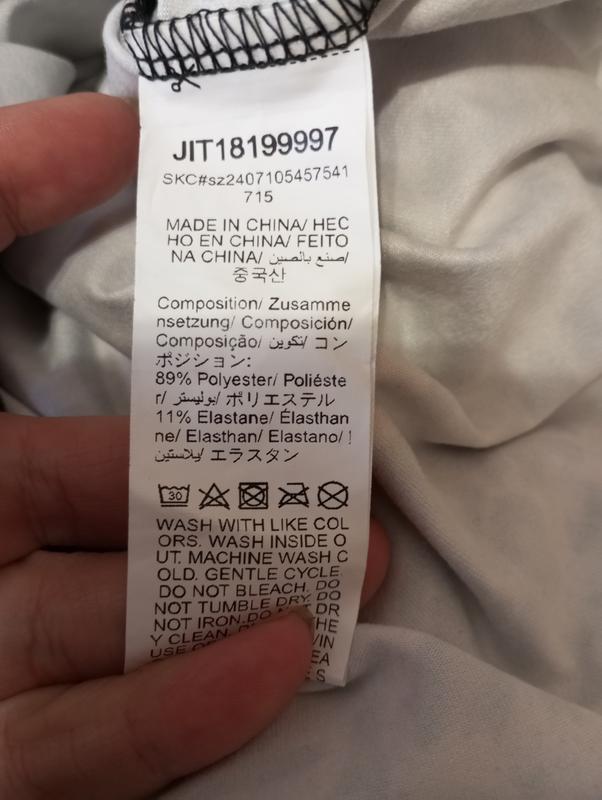 JIT18199997
SKC#sz2407105457541
715
MADE IN CHINA/ HEC
HO EN CHINA/ FEITO
NA CHINA/ صنع بالصين/
중국산
Composition/ Zusamme
nsetzung/ Composición/
Composição/ تكوين/ コン
ポジション:
89% Polyester/ Poliéste
r/ بوليستر/ ポリエステル
11% Elastane/ Élasthan
ne/ Elasthan/ Elastano/ إ
يلاستين/ エラスタン
30
WASH WITH LIKE COL
ORS. WASH INSIDE O
UT. MACHINE WASH C
OLD. GENTLE CYCLE.
DO NOT BLEACH. DO
NOT TUMBLE DRY. DO
NOT IRON.DO NOT DR
Y CLEAN.
USE